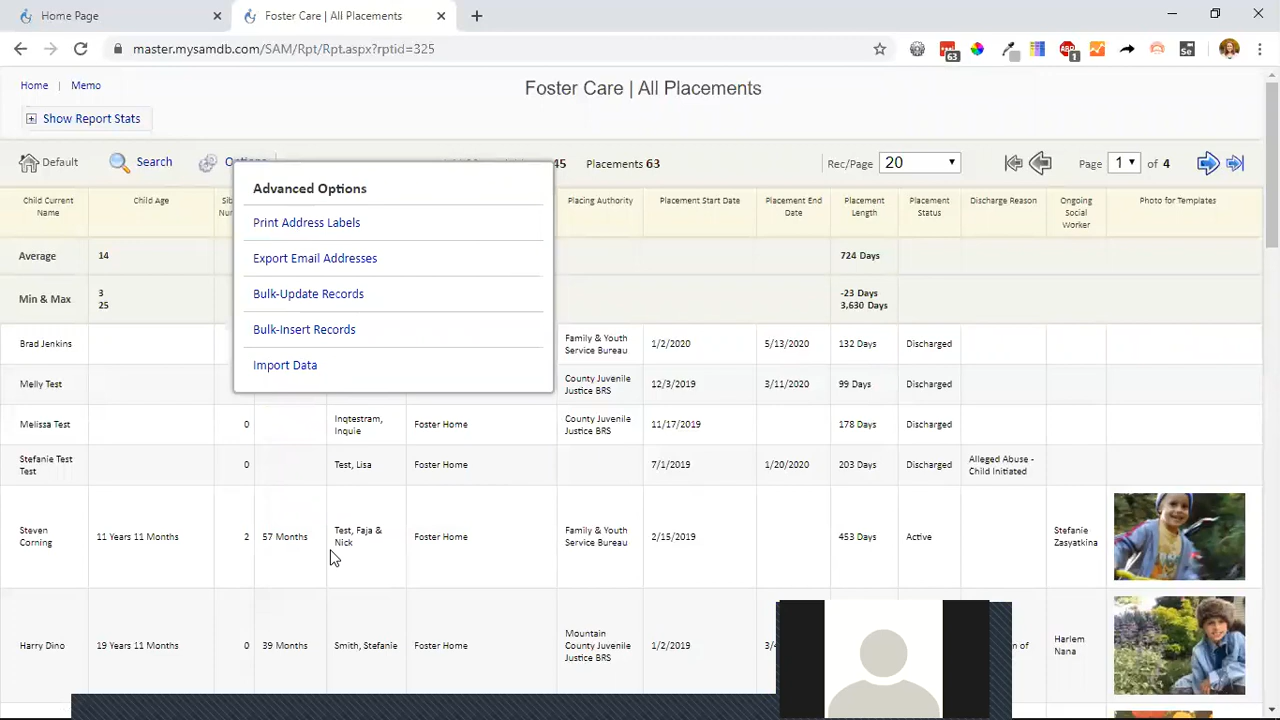 Home Page
Foster Care | All Placements
master.mysamdb.com/SAM/Rpt/Rpt.aspx?rptid=325
63
ABP
1
Se
Home
Memo
Foster Care | All Placements
Show Report Stats
Default
Search
45
Placements 63
Rec/Page
20
Page
1
of 4
Advanced Options
Print Address Labels
Export Email Addresses
Bulk-Update Records
Bulk-Insert Records
Import Data
Child Current Name
Child Age
Placing Authority
Placement Start Date
Placement End Date
Placement Length
Placement Status
Discharge Reason
Ongoing Social Worker
Photo for Templates
Average
14
724 Days
Min & Max
3
25
-23 Days
3,630 Days
Brad Jenkins
Family & Youth Service Bureau
1/2/2020
5/13/2020
132 Days
Discharged
Melly Test
County Juvenile Justice BRS
12/3/2019
3/11/2020
99 Days
Discharged
Melissa Test
0
Inqtestram, Inquie
Foster Home
County Juvenile Justice BRS
11/17/2019
178 Days
Discharged
Stefanie Test Test
0
Test, Lisa
Foster Home
7/1/2019
1/20/2020
203 Days
Discharged
Alleged Abuse - Child Initiated
Steven Corning
11 Years 11 Months
2
57 Months
Test, Faja & Nick
Foster Home
Family & Youth Service Bureau
2/15/2019
453 Days
Active
Stefanie Zasyatkina
Harry Dino
19 Years 11 Months
0
39 Months
Smith, Stefanie
Foster Home
Mountain County Juvenile Justice BRS
1/2/2019
Harlem Nana